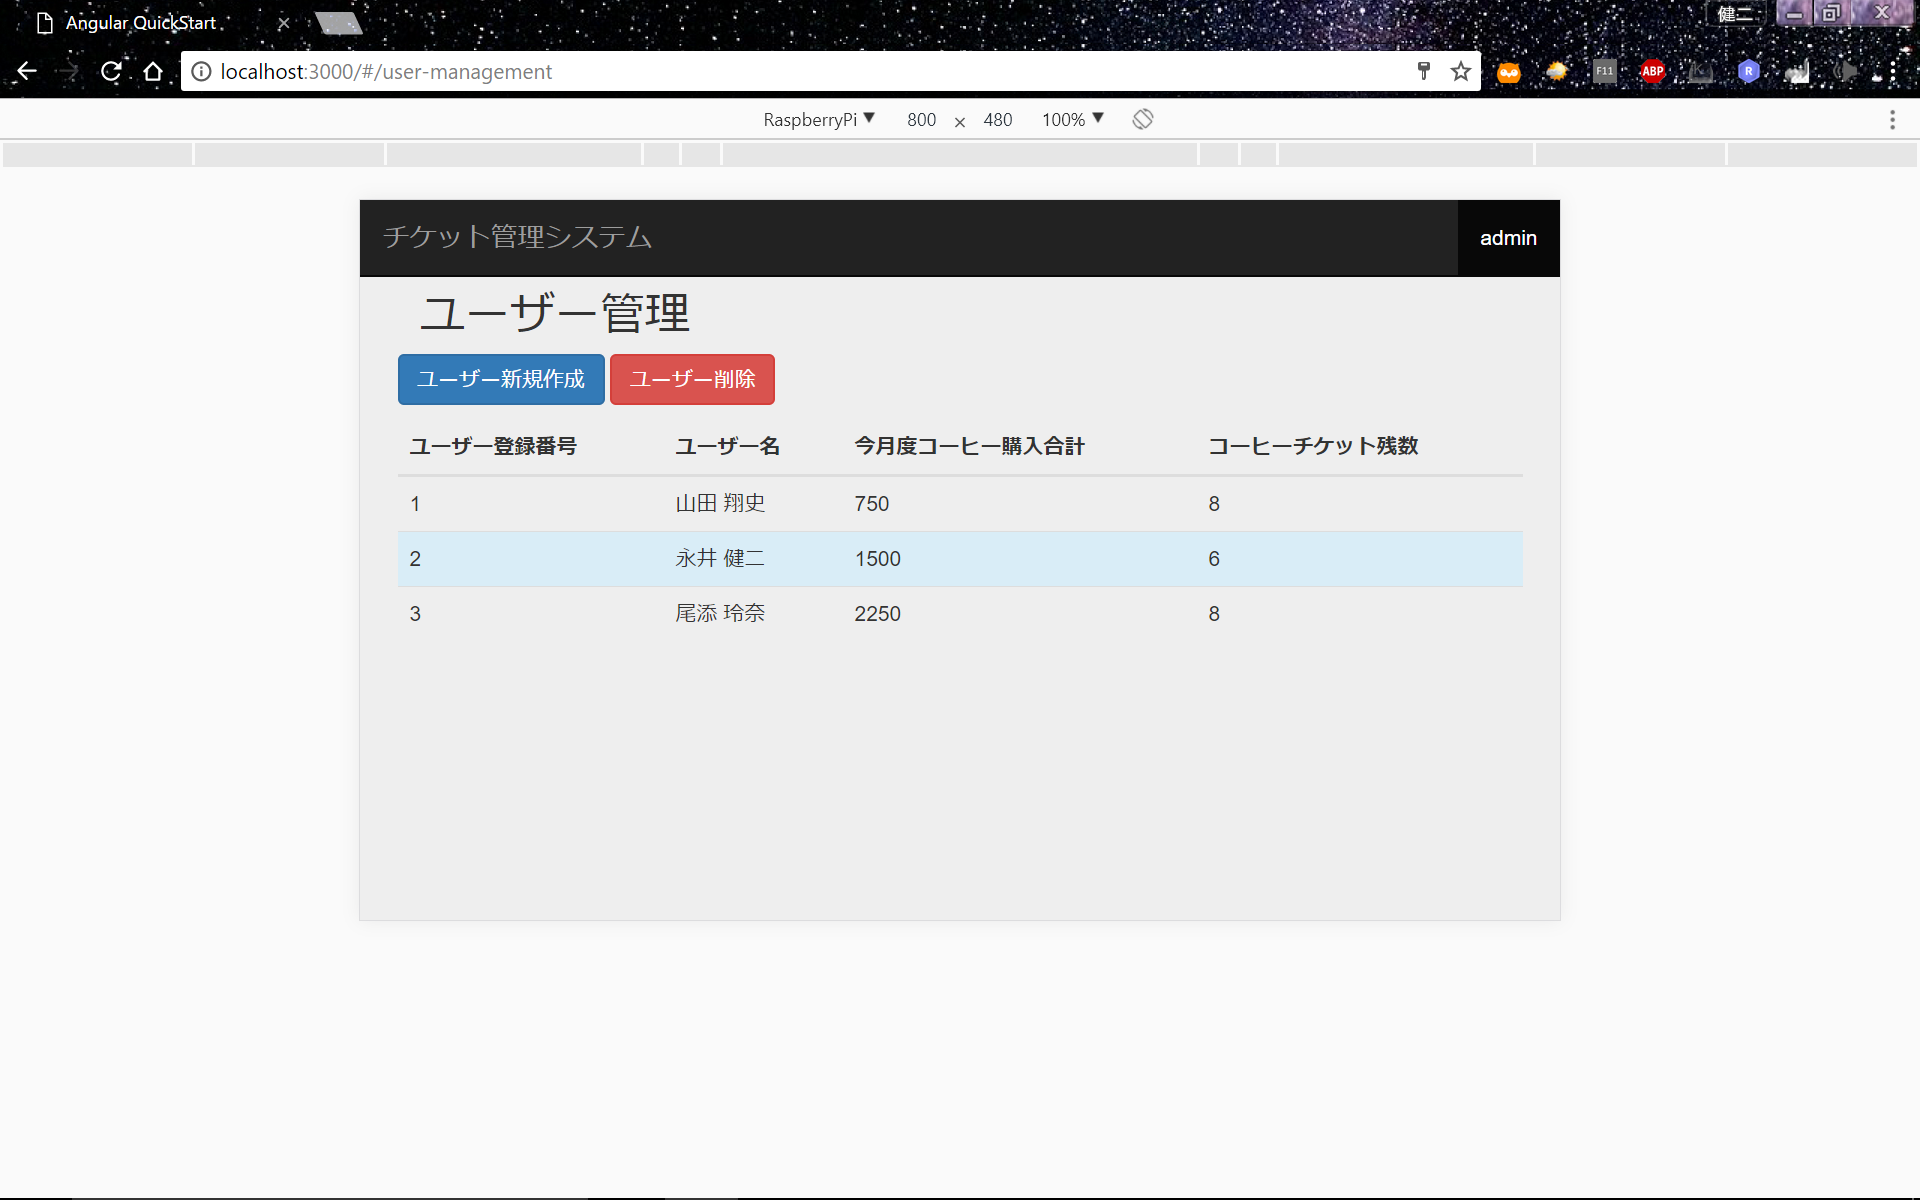 Angular QuickStart
健二
localhost:3000/#/user-management
F11
ABP
R
RaspberryPi 800 × 480 100%
チケット管理システム
admin
ユーザー管理
ユーザー新規作成 ユーザー削除
ユーザー登録番号 ユーザー名 今月度コーヒー購入合計 コーヒーチケット残数
1 山田 翔史 750 8
2 永井 健二 1500 6
3 尾添 玲奈 2250 8